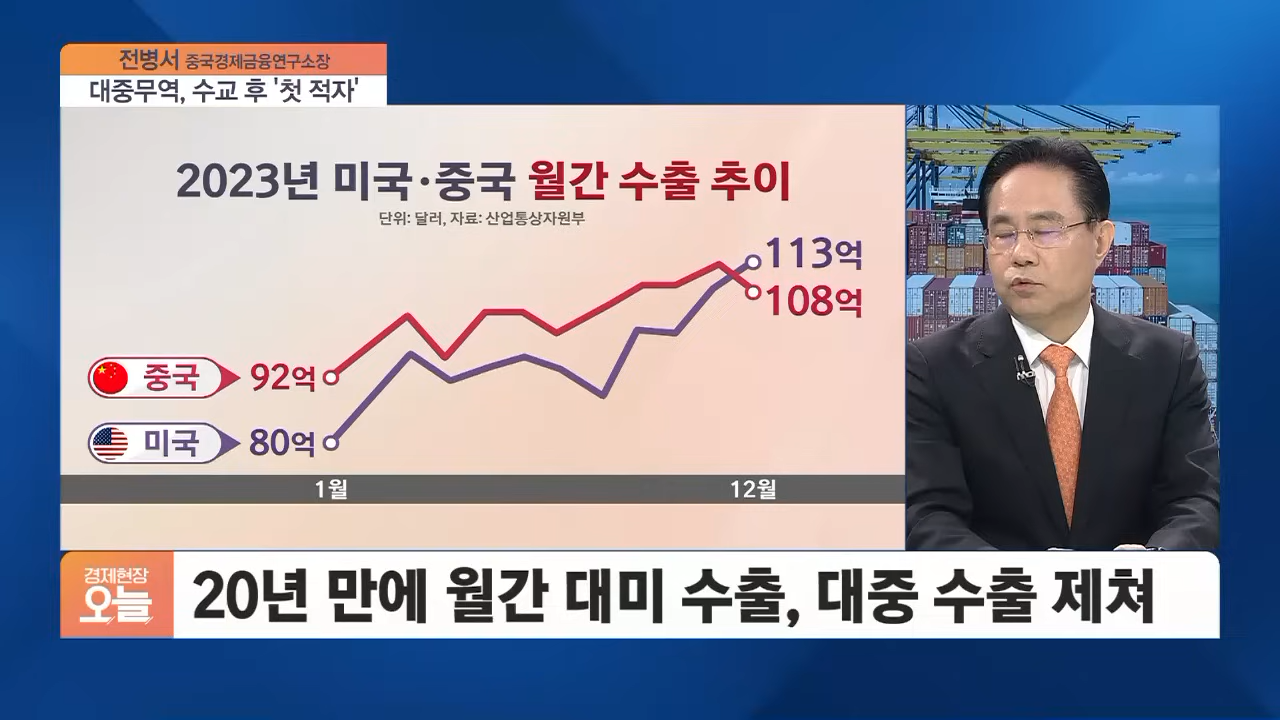 전병서 중국경제금융연구소장
대중무역, 수교 후 '첫 적자'
2023년 미국·중국 월간 수출 추이
단위: 달러, 자료: 산업통상자원부
113억
108억
중국 92억
미국 80억
1월 12월
경제현장
오늘
20년 만에 월간 대미 수출, 대중 수출 제쳐